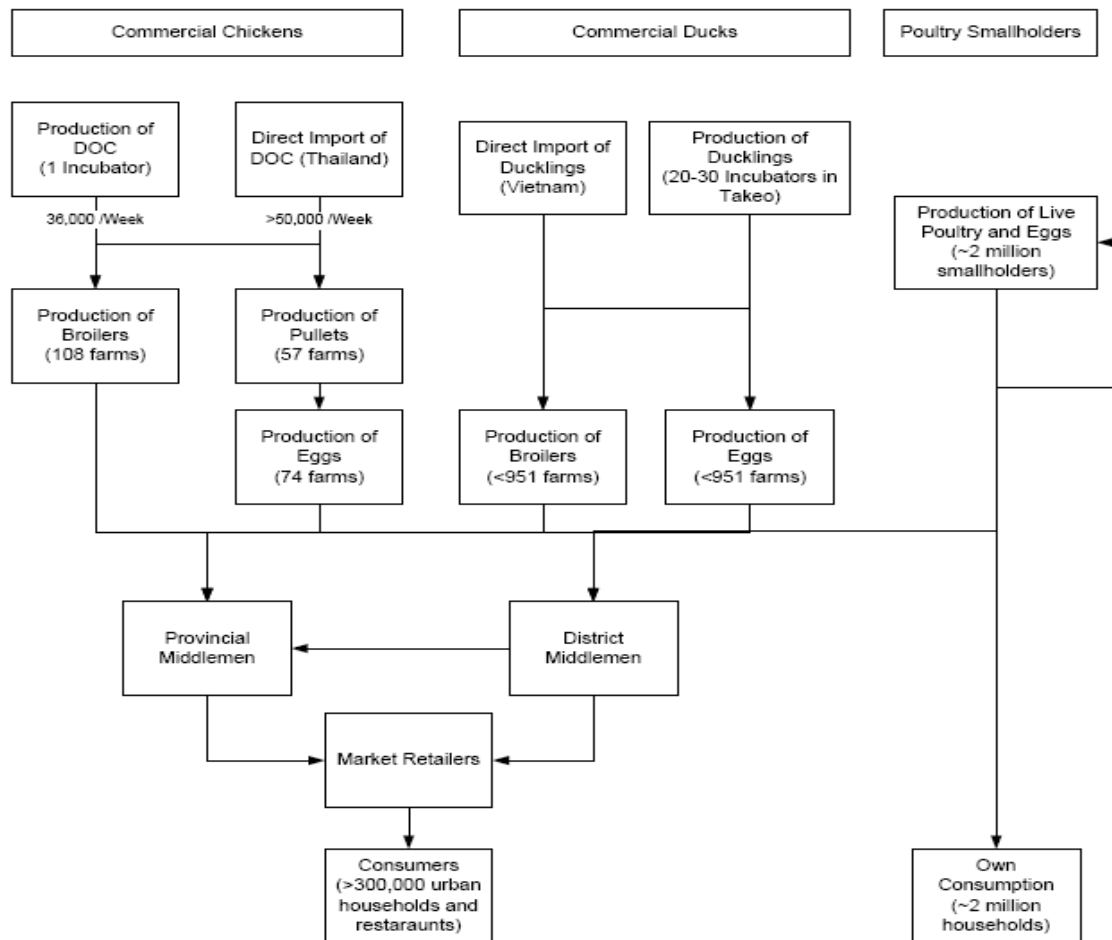 Commercial Chickens
Commercial Ducks
Poultry Smallholders
Production of
DOC
(1 Incubator)
Direct Import of
DOC (Thailand)
Direct Import of
Ducklings
(Vietnam)
Production of
Ducklings
(20-30 Incubators in
Takeo)
Production of Live
Poultry and Eggs
(~2 million
smallholders)
36,000 /Week
>50,000 /Week
Production of
Broilers
(108 farms)
Production of
Pullets
(57 farms)
Production of
Eggs
(74 farms)
Production of
Broilers
(<951 farms)
Production of
Eggs
(<951 farms)
Provincial
Middlemen
District
Middlemen
Market Retailers
Consumers
(>300,000 urban
households and
restaraunts)
Own
Consumption
(~2 million
households)